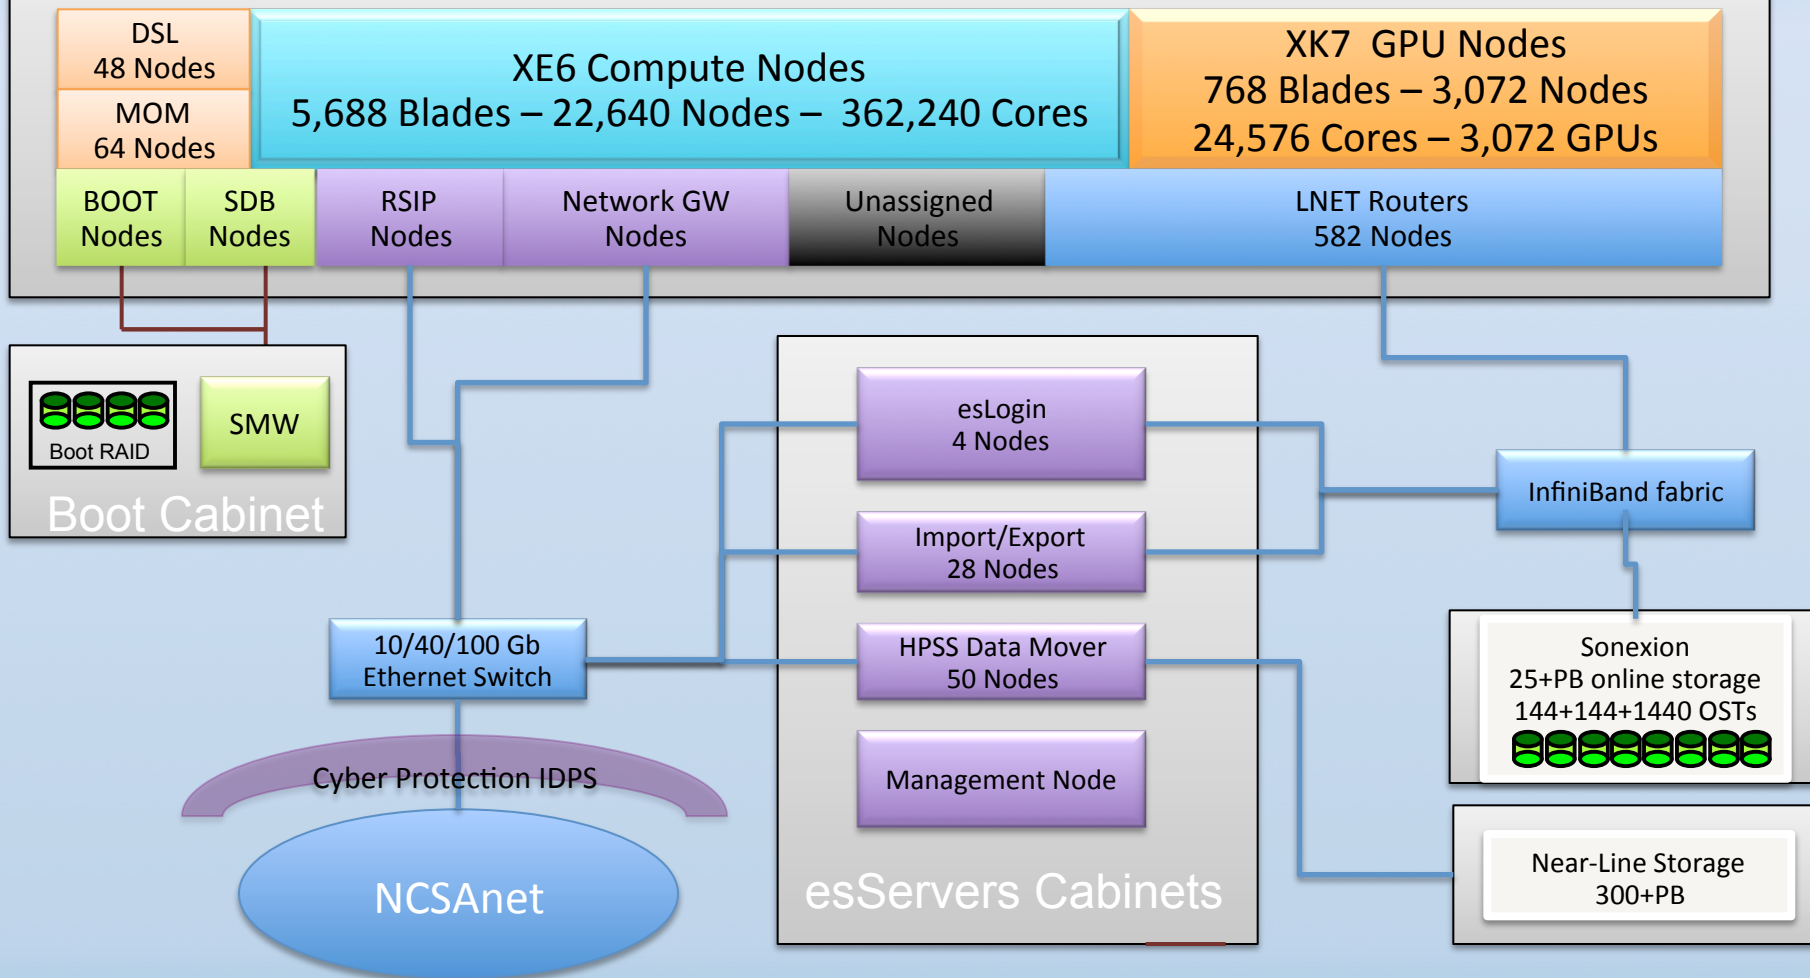 DSL
48 Nodes
MOM
64 Nodes
XE6 Compute Nodes
5,688 Blades – 22,640 Nodes – 362,240 Cores
XK7 GPU Nodes
768 Blades – 3,072 Nodes
24,576 Cores – 3,072 GPUs
BOOT
Nodes
SDB
Nodes
RSIP
Nodes
Network GW
Nodes
Unassigned
Nodes
LNET Routers
582 Nodes
Boot RAID
SMW
Boot Cabinet
esLogin
4 Nodes
Import/Export
28 Nodes
HPSS Data Mover
50 Nodes
Management Node
esServers Cabinets
InfiniBand fabric
10/40/100 Gb
Ethernet Switch
Cyber Protection IDPS
NCSAnet
Sonexion
25+PB online storage
144+144+1440 OSTs
Near-Line Storage
300+PB